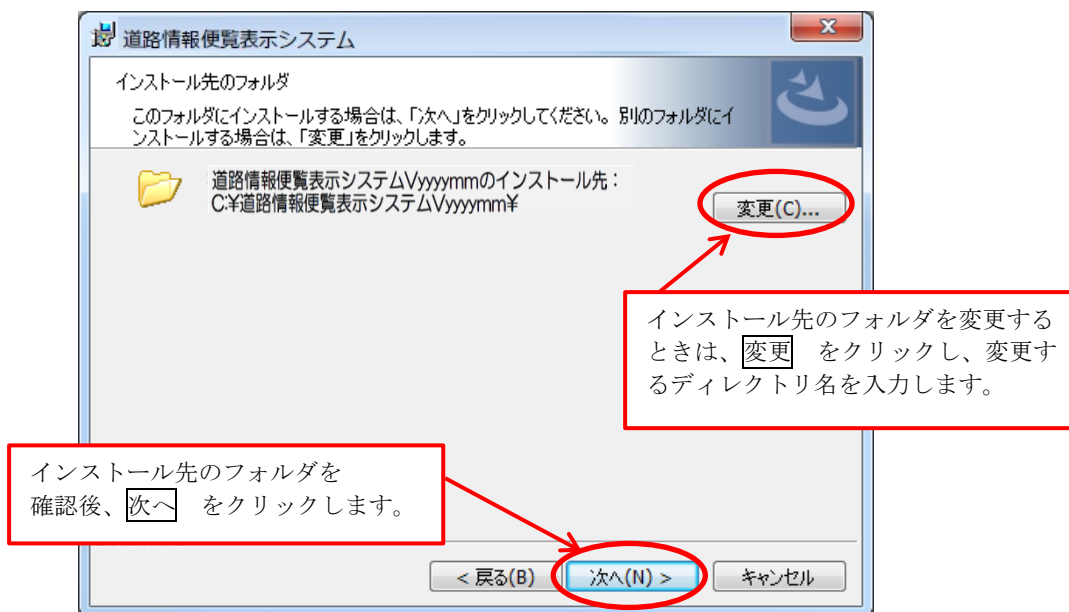 道路情報便覧表示システム
インストール先のフォルダ
このフォルダにインストールする場合は、「次へ」をクリックしてください。別のフォルダにイ
ンストールする場合は、「変更」をクリックします。
道路情報便覧表示システムVyyyymmのインストール先:
C:¥道路情報便覧表示システムVyyyymm¥
変更(C)...
インストール先のフォルダを変更する
ときは、変更 をクリックし、変更す
るディレクトリ名を入力します。
インストール先のフォルダを
確認後、次へ をクリックします。
< 戻る(B)
次へ(N) >
キャンセル